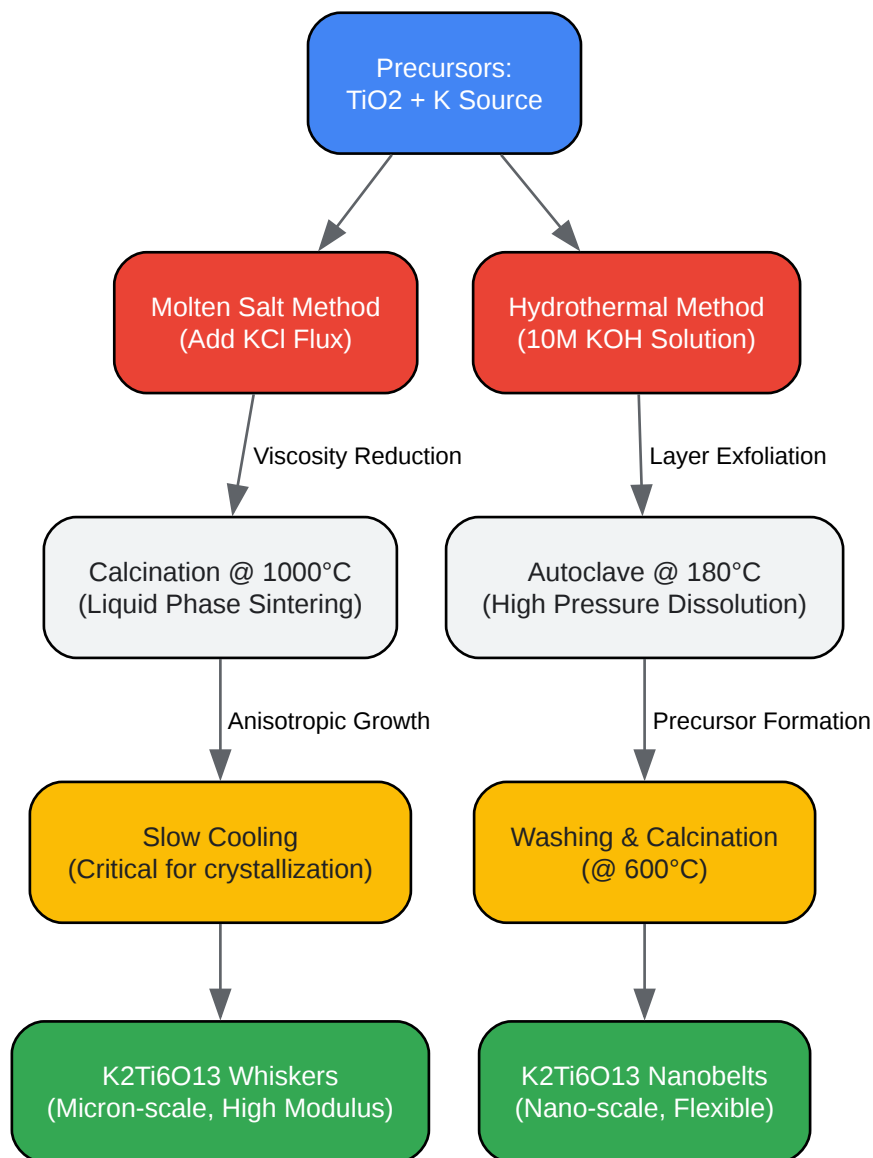 Precursors:
TiO2 + K Source
Molten Salt Method
(Add KCl Flux)
Hydrothermal Method
(10M KOH Solution)
Viscosity Reduction
Layer Exfoliation
Calcination @ 1000°C
(Liquid Phase Sintering)
Autoclave @ 180°C
(High Pressure Dissolution)
Anisotropic Growth
Precursor Formation
Slow Cooling
(Critical for crystallization)
Washing & Calcination
(@ 600°C)
K2Ti6O13 Whiskers
(Micron-scale, High Modulus)
K2Ti6O13 Nanobelts
(Nano-scale, Flexible)